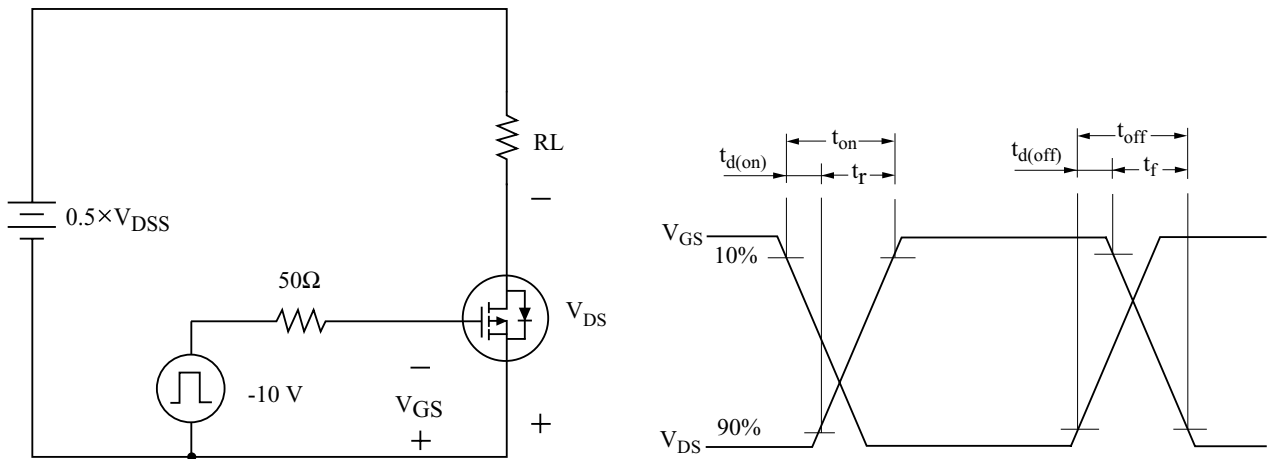 RL
−
0.5×VDSS
50Ω
VDS
−
-10 V
VGS
+
+
ton
toff
td(on)
tr
td(off)
tf
VGS
10%
90%
VDS